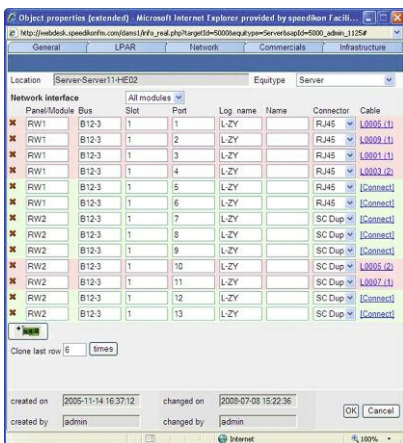 Object properties (extended) - Microsoft Internet Explorer provided by speedikon Facili...
http://webdesk.speedikonfm.com/dams1/info_real.php?targetId=5000&equitype=Server&sapId=5000_admin_1125#
General LPAR Network Commercials Infrastructure
Location Server-Server11-HE02 Equitype Server
Network interface All modules
Panel/Module Bus Slot Port Log. name Name Connector Cable
RW1 B12-3 1 1 L-ZY RJ45 L0005 (1)
RW1 B12-3 1 2 L-ZY RJ45 L0009 (1)
RW1 B12-3 1 3 L-ZY RJ45 L0001 (1)
RW1 B12-3 1 4 L-ZY RJ45 L0003 (2)
RW1 B12-3 1 5 L-ZY RJ45 [Connect]
RW1 B12-3 1 6 L-ZY RJ45 [Connect]
RW2 B12-3 1 7 L-ZY SC Dup [Connect]
RW2 B12-3 1 8 L-ZY SC Dup [Connect]
RW2 B12-3 1 9 L-ZY SC Dup [Connect]
RW2 B12-3 1 10 L-ZY SC Dup L0005 (2)
RW2 B12-3 1 11 L-ZY SC Dup L0007 (1)
RW2 B12-3 1 12 L-ZY SC Dup [Connect]
RW2 B12-3 1 13 L-ZY SC Dup [Connect]
Clone last row 6 times
created on 2005-11-14 16:37:12 changed on 2008-07-08 15:22:36
OK Cancel
created by admin changed by admin
Internet 100%